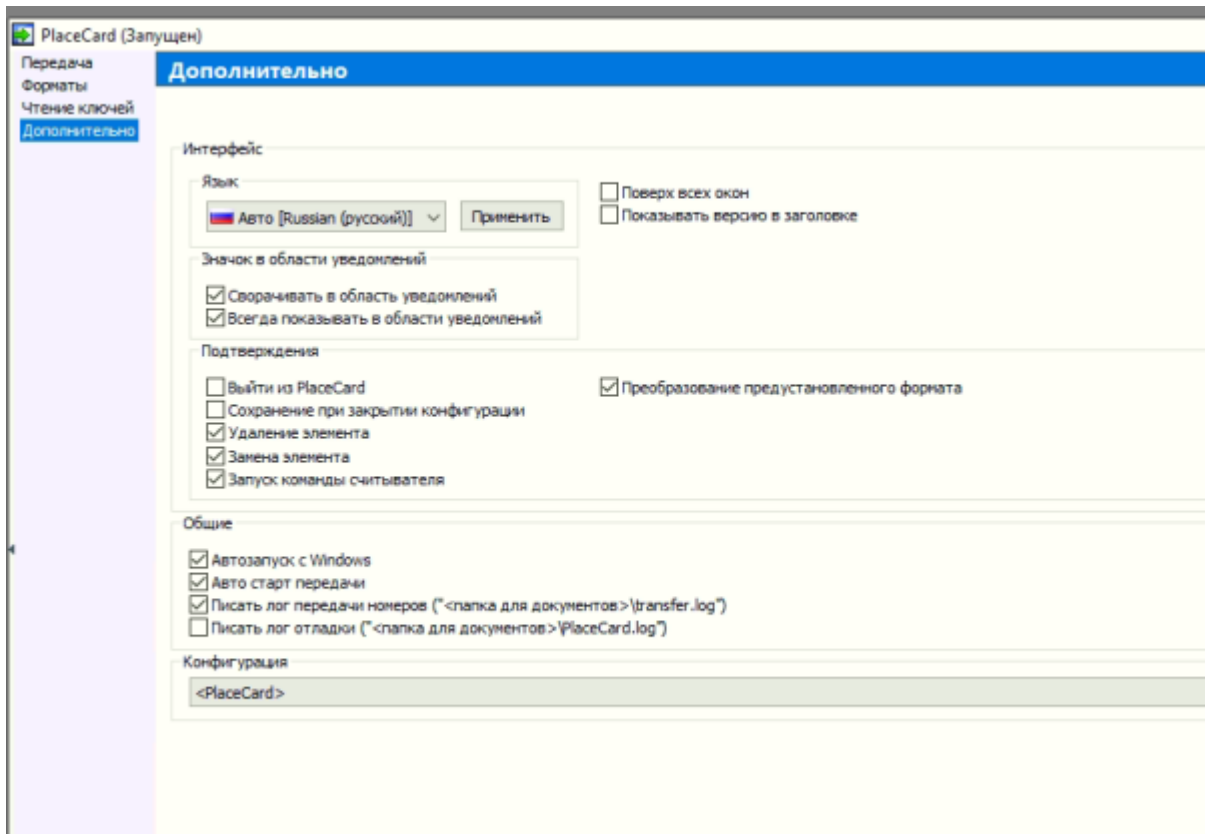 PlaceCard (Запущен)
Передача
Форматы
Чтение ключей
Дополнительно
Дополнительно
Интерфейс
Язык
Авто [Russian (русский)]
Применить
Поверх всех окон
Показывать версию в заголовке
Значок в области уведомлений
Сворачивать в область уведомлений
Всегда показывать в области уведомлений
Подтверждения
Выйти из PlaceCard
Преобразование предустановленного формата
Сохранение при закрытии конфигурации
Удаление элемента
Замена элемента
Запуск команды считывателя
Общие
Автозапуск с Windows
Авто старт передачи
Писать лог передачи номеров ("<папка для документов>\transfer.log")
Писать лог отладки ("<папка для документов>\PlaceCard.log")
Конфигурация
<PlaceCard>